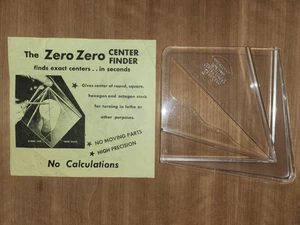 The Zero Zero CENTER FINDER
finds exact centers . . in seconds
★ Gives center of round, square,
hexagon and octagon stock
for turning in lathe or
other purposes.
★ NO MOVING PARTS
★ HIGH PRECISION
No Calculations